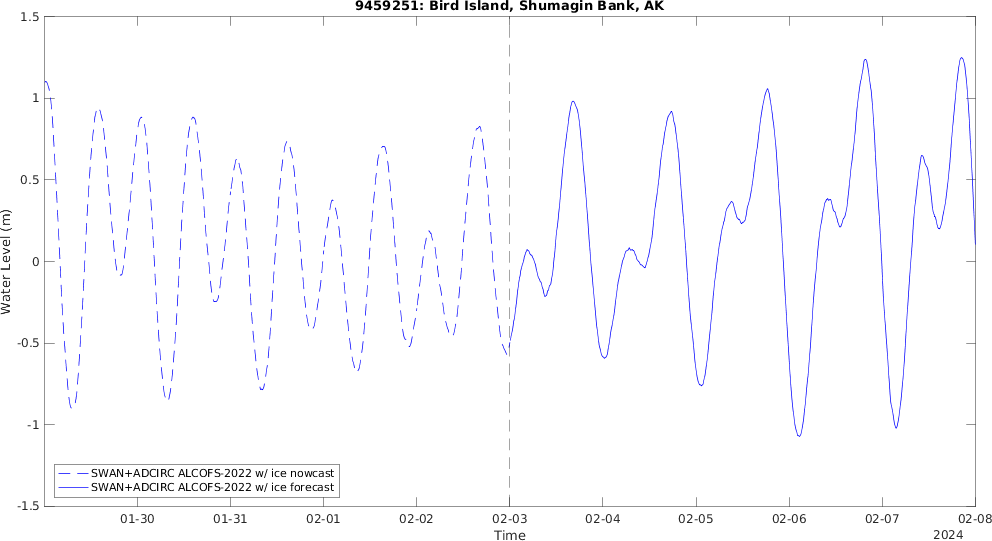 9459251: Bird Island, Shumagin Bank, AK
1.5
1
0.5
0
-0.5
-1
-1.5
Water Level (m)
SWAN+ADCIRC ALCOFS-2022 w/ ice nowcast
SWAN+ADCIRC ALCOFS-2022 w/ ice forecast
01-30 01-31 02-01 02-02 02-03 02-04 02-05 02-06 02-07 02-08
Time
2024